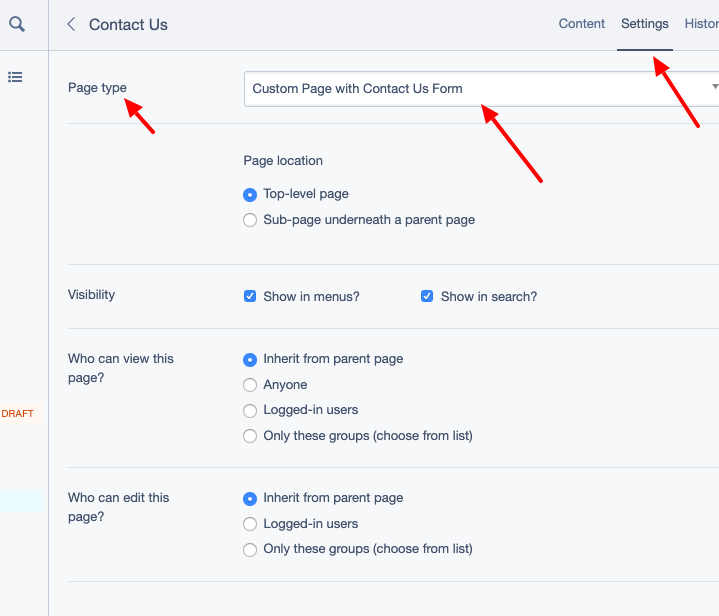 Contact Us
Content Settings Histor
Page type
Custom Page with Contact Us Form
Page location
Top-level page
Sub-page underneath a parent page
Visibility
Show in menus? Show in search?
Who can view this
page?
Inherit from parent page
Anyone
Logged-in users
Only these groups (choose from list)
DRAFT
Who can edit this
page?
Inherit from parent page
Logged-in users
Only these groups (choose from list)